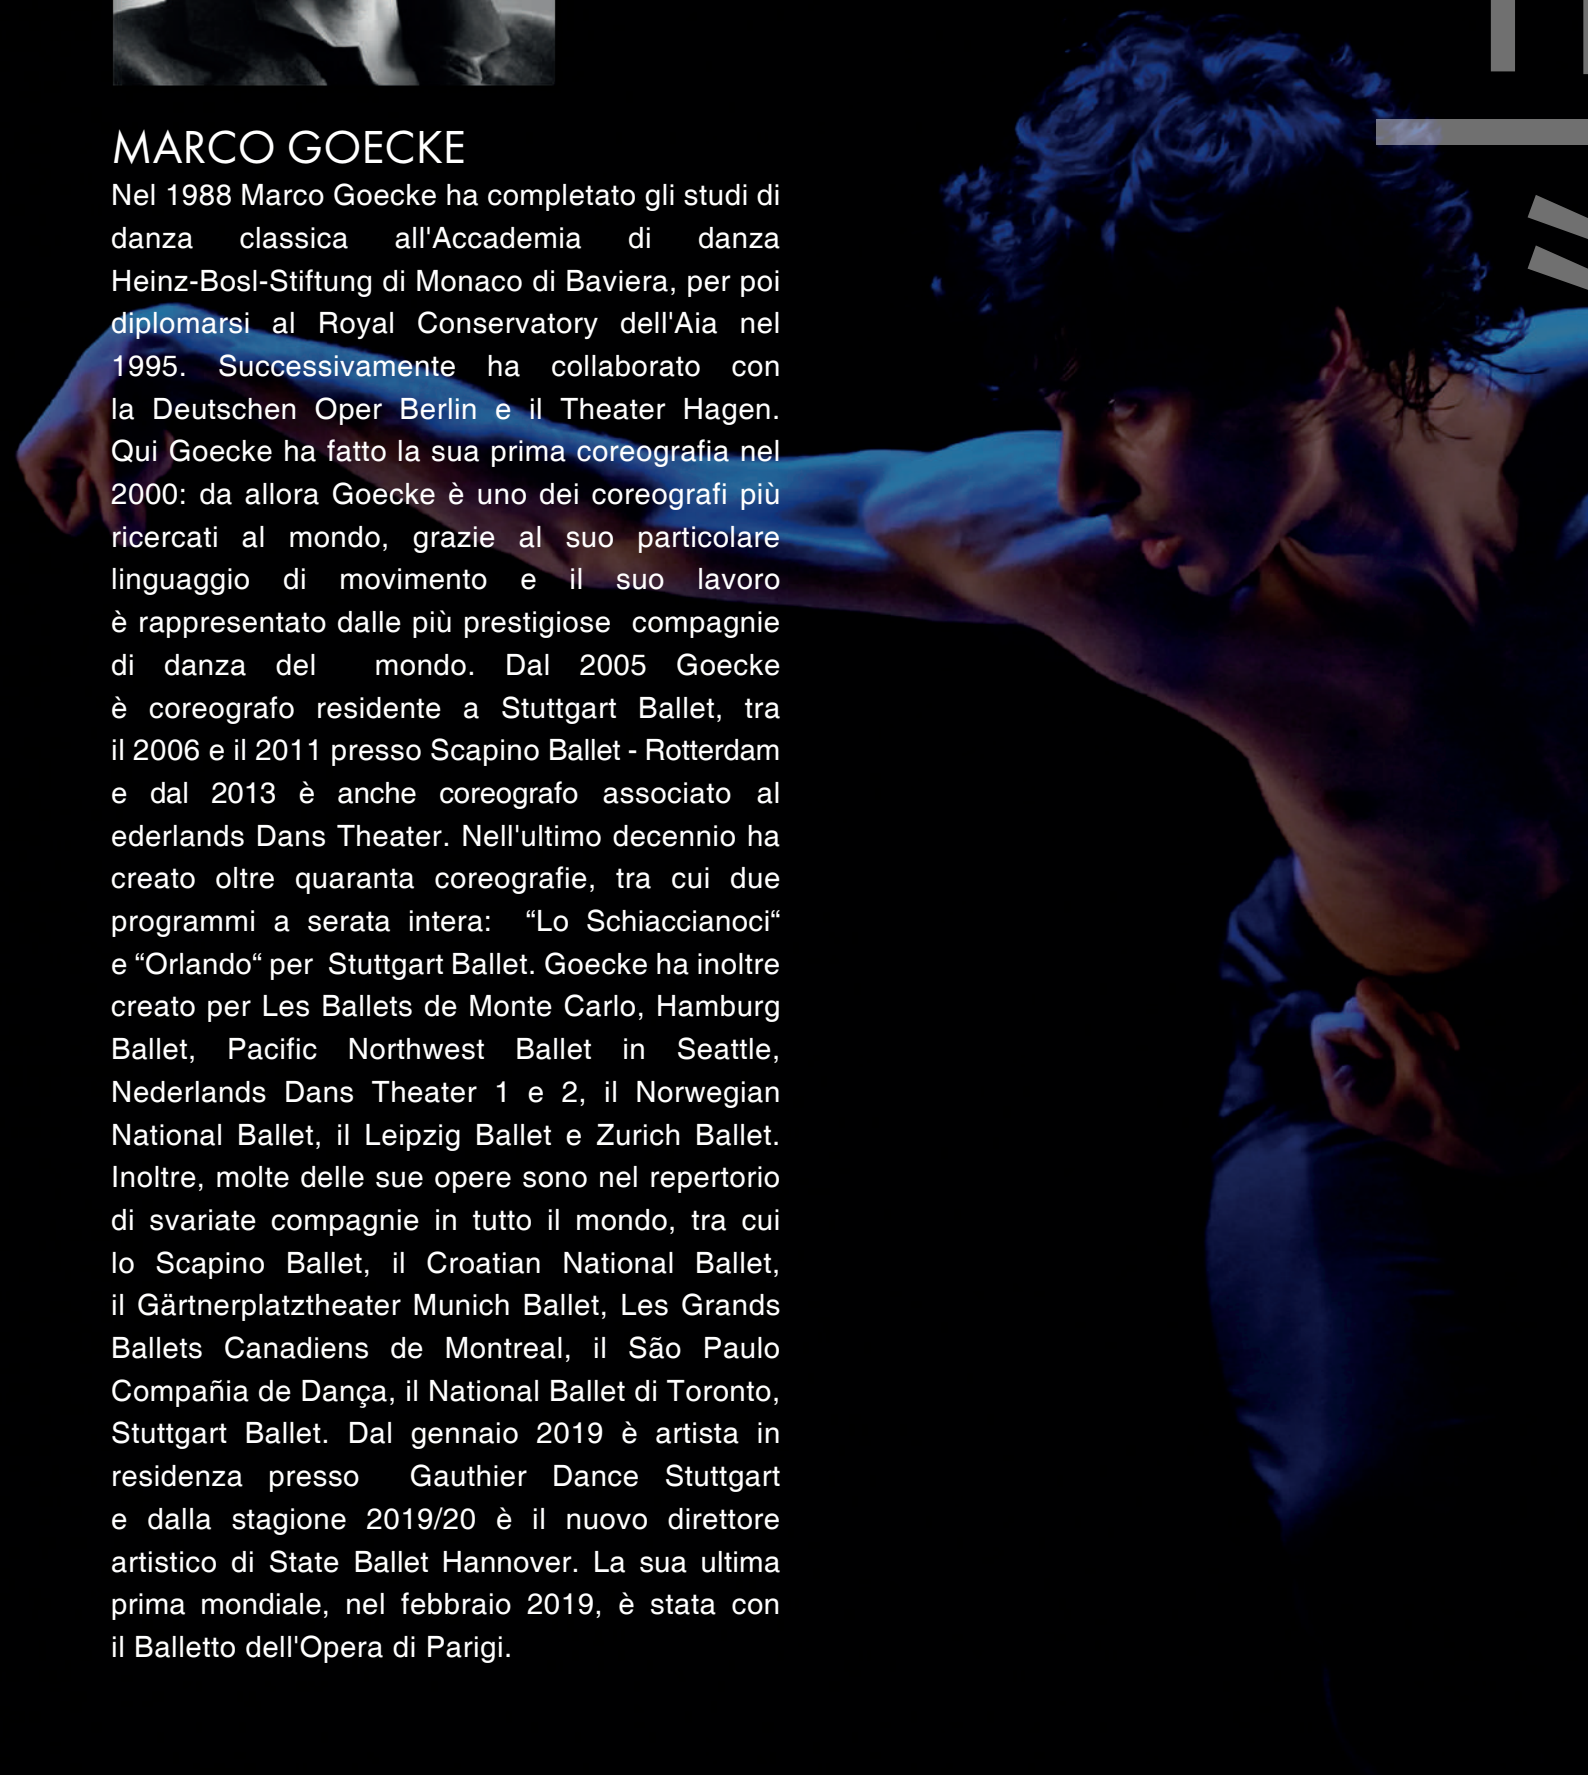 MARCO GOECKE
Nel 1988 Marco Goecke ha completato gli studi di
danza classica all'Accademia di danza
Heinz-Bosl-Stiftung di Monaco di Baviera, per poi
diplomarsi al Royal Conservatory dell'Aia nel
1995. Successivamente ha collaborato con
la Deutschen Oper Berlin e il Theater Hagen.
Qui Goecke ha fatto la sua prima coreografia nel
2000: da allora Goecke è uno dei coreografi più
ricercati al mondo, grazie al suo particolare
linguaggio di movimento e il suo lavoro
è rappresentato dalle più prestigiose compagnie
di danza del mondo. Dal 2005 Goecke
è coreografo residente a Stuttgart Ballet, tra
il 2006 e il 2011 presso Scapino Ballet - Rotterdam
e dal 2013 è anche coreografo associato al
ederlands Dans Theater. Nell'ultimo decennio ha
creato oltre quaranta coreografie, tra cui due
programmi a serata intera: “Lo Schiaccianoci“
e “Orlando“ per Stuttgart Ballet. Goecke ha inoltre
creato per Les Ballets de Monte Carlo, Hamburg
Ballet, Pacific Northwest Ballet in Seattle,
Nederlands Dans Theater 1 e 2, il Norwegian
National Ballet, il Leipzig Ballet e Zurich Ballet.
Inoltre, molte delle sue opere sono nel repertorio
di svariate compagnie in tutto il mondo, tra cui
lo Scapino Ballet, il Croatian National Ballet,
il Gärtnerplatztheater Munich Ballet, Les Grands
Ballets Canadiens de Montreal, il São Paulo
Compañia de Dança, il National Ballet di Toronto,
Stuttgart Ballet. Dal gennaio 2019 è artista in
residenza presso Gauthier Dance Stuttgart
e dalla stagione 2019/20 è il nuovo direttore
artistico di State Ballet Hannover. La sua ultima
prima mondiale, nel febbraio 2019, è stata con
il Balletto dell'Opera di Parigi.